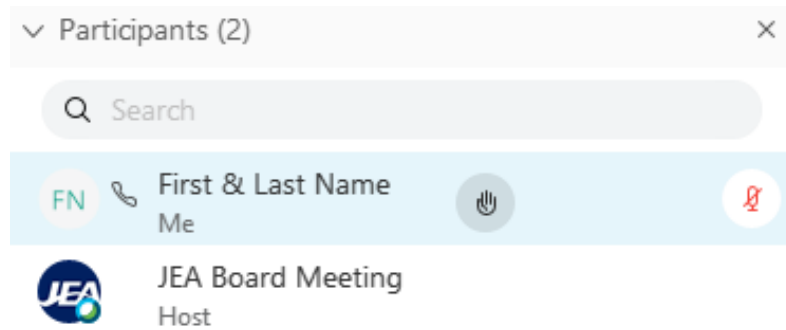 Participants (2)
Search
FN First & Last Name
Me
JEA JEA Board Meeting
Host